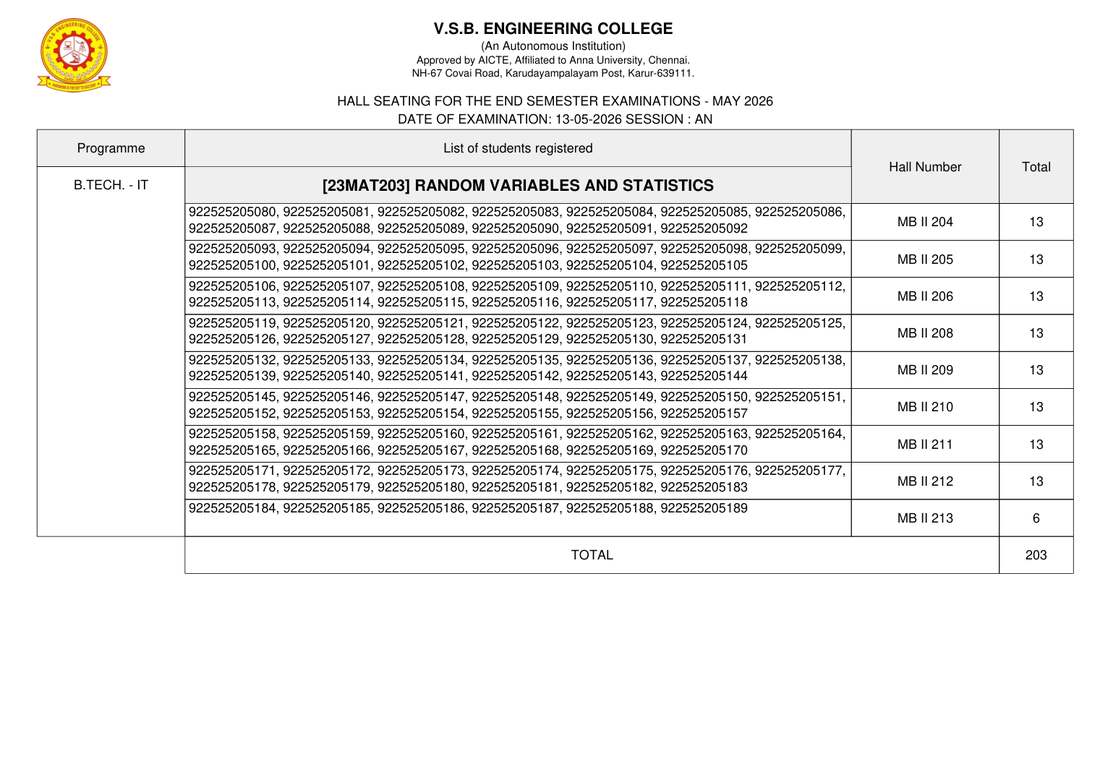 V.S.B. ENGINEERING COLLEGE
(An Autonomous Institution)
Approved by AICTE, Affiliated to Anna University, Chennai.
NH-67 Covai Road, Karudayampalayam Post, Karur-639111.
HALL SEATING FOR THE END SEMESTER EXAMINATIONS - MAY 2026
DATE OF EXAMINATION: 13-05-2026 SESSION : AN
Programme List of students registered Hall Number Total
B.TECH. - IT [23MAT203] RANDOM VARIABLES AND STATISTICS
922525205080, 922525205081, 922525205082, 922525205083, 922525205084, 922525205085, 922525205086,
922525205087, 922525205088, 922525205089, 922525205090, 922525205091, 922525205092 MB II 204 13
922525205093, 922525205094, 922525205095, 922525205096, 922525205097, 922525205098, 922525205099,
922525205100, 922525205101, 922525205102, 922525205103, 922525205104, 922525205105 MB II 205 13
922525205106, 922525205107, 922525205108, 922525205109, 922525205110, 922525205111, 922525205112,
922525205113, 922525205114, 922525205115, 922525205116, 922525205117, 922525205118 MB II 206 13
922525205119, 922525205120, 922525205121, 922525205122, 922525205123, 922525205124, 922525205125,
922525205126, 922525205127, 922525205128, 922525205129, 922525205130, 922525205131 MB II 208 13
922525205132, 922525205133, 922525205134, 922525205135, 922525205136, 922525205137, 922525205138,
922525205139, 922525205140, 922525205141, 922525205142, 922525205143, 922525205144 MB II 209 13
922525205145, 922525205146, 922525205147, 922525205148, 922525205149, 922525205150, 922525205151,
922525205152, 922525205153, 922525205154, 922525205155, 922525205156, 922525205157 MB II 210 13
922525205158, 922525205159, 922525205160, 922525205161, 922525205162, 922525205163, 922525205164,
922525205165, 922525205166, 922525205167, 922525205168, 922525205169, 922525205170 MB II 211 13
922525205171, 922525205172, 922525205173, 922525205174, 922525205175, 922525205176, 922525205177,
922525205178, 922525205179, 922525205180, 922525205181, 922525205182, 922525205183 MB II 212 13
922525205184, 922525205185, 922525205186, 922525205187, 922525205188, 922525205189 MB II 213 6
TOTAL 203